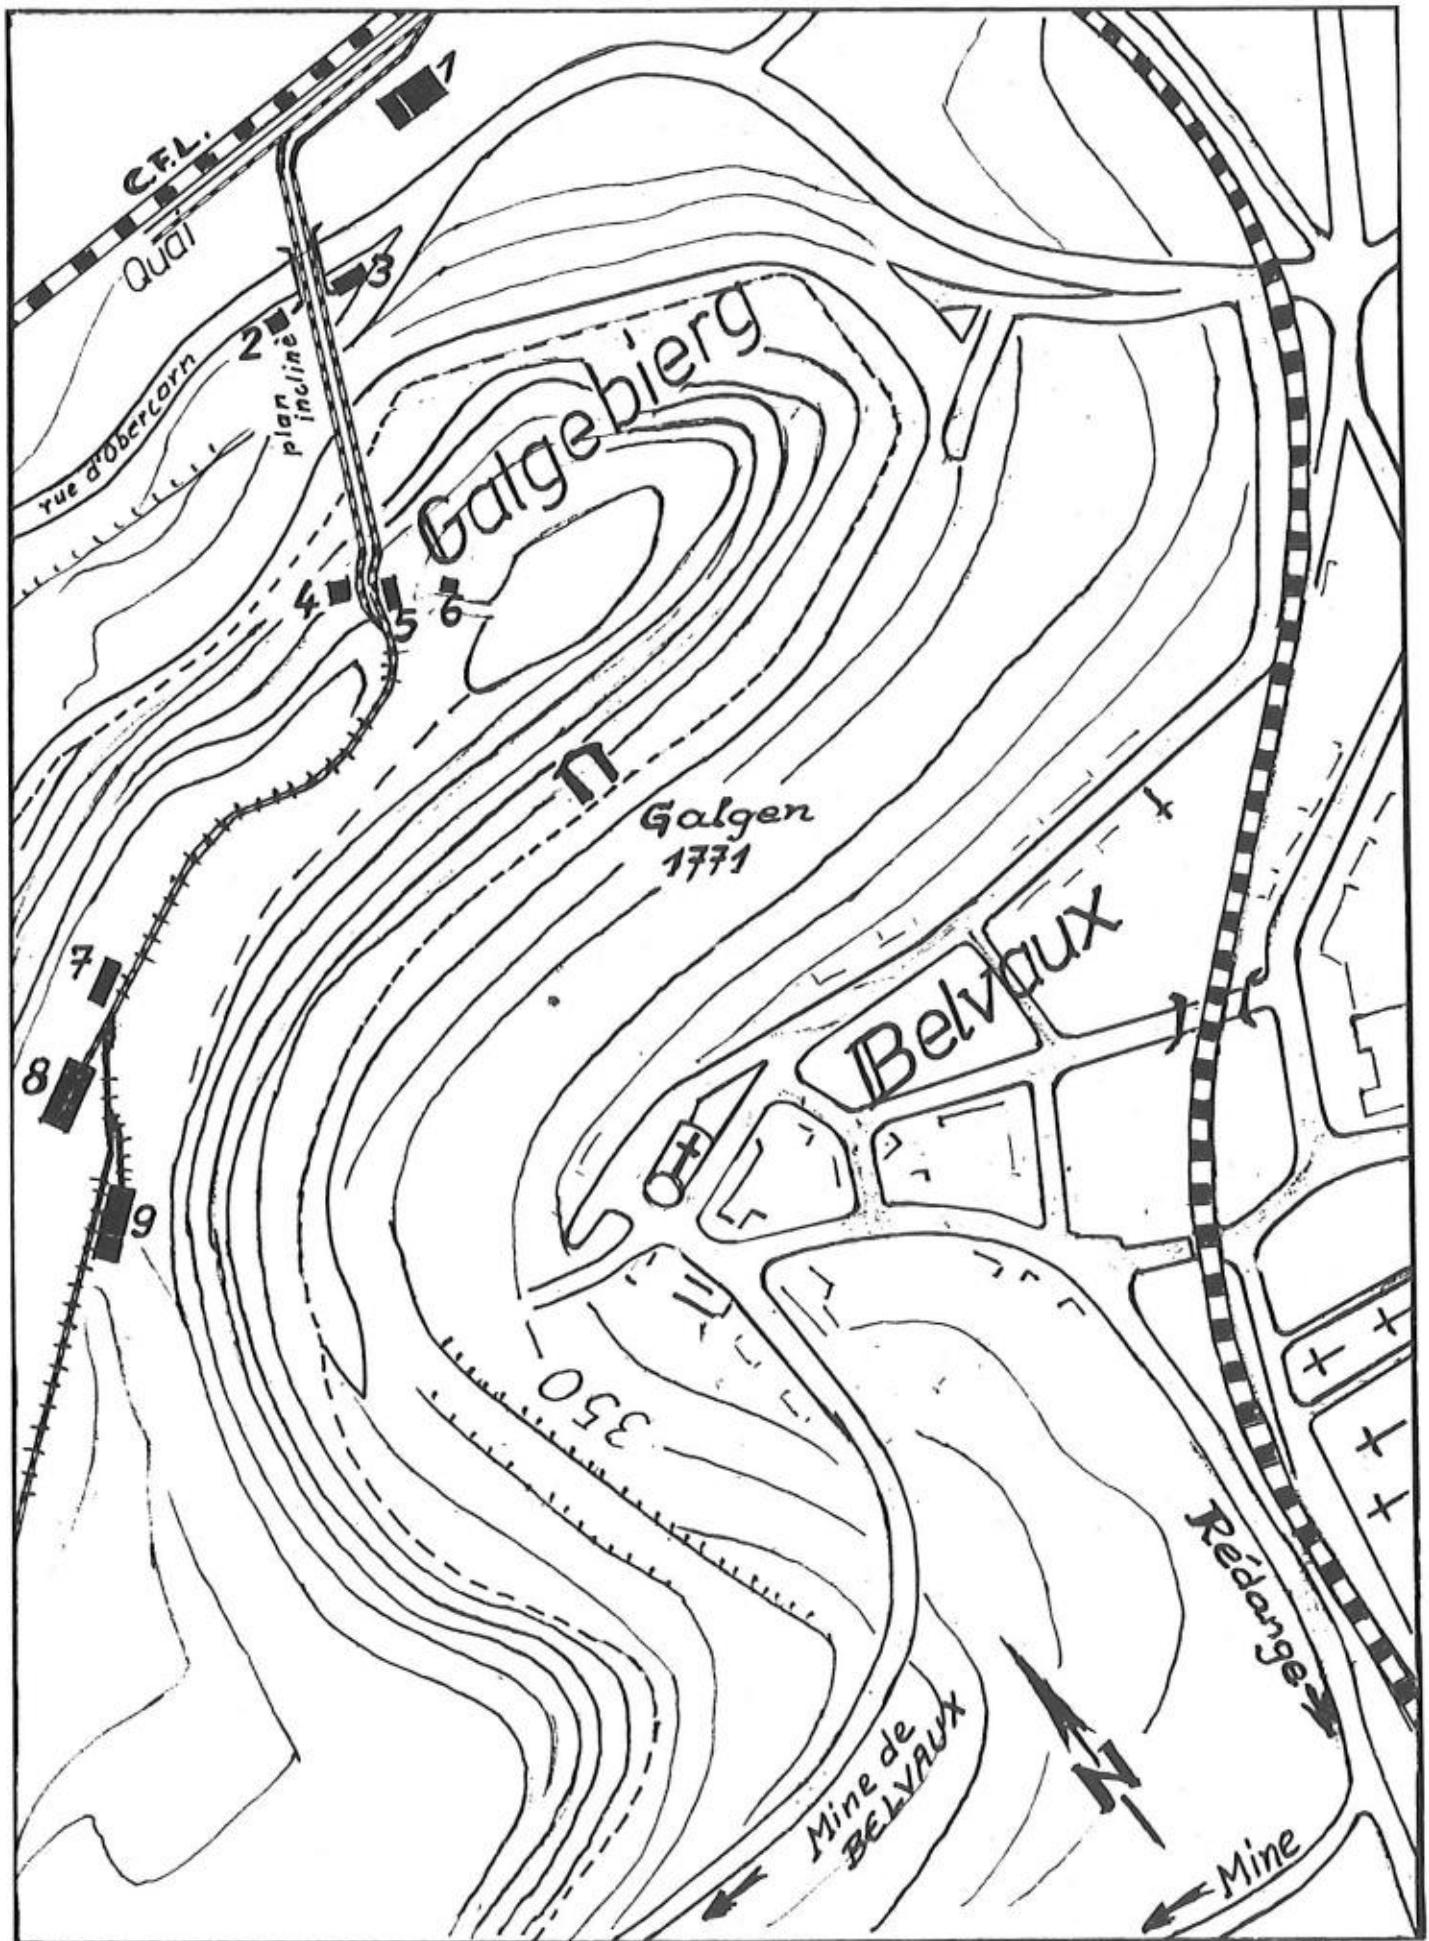 1
C.F.L.
Quai
3
2
plan
incliné
rue d'Obercorn
Galgebierg
4
5
6
Galgen
1771
7
Belvaux
8
9
350
Rédange
N
Mine de
BELVAUX
Mine